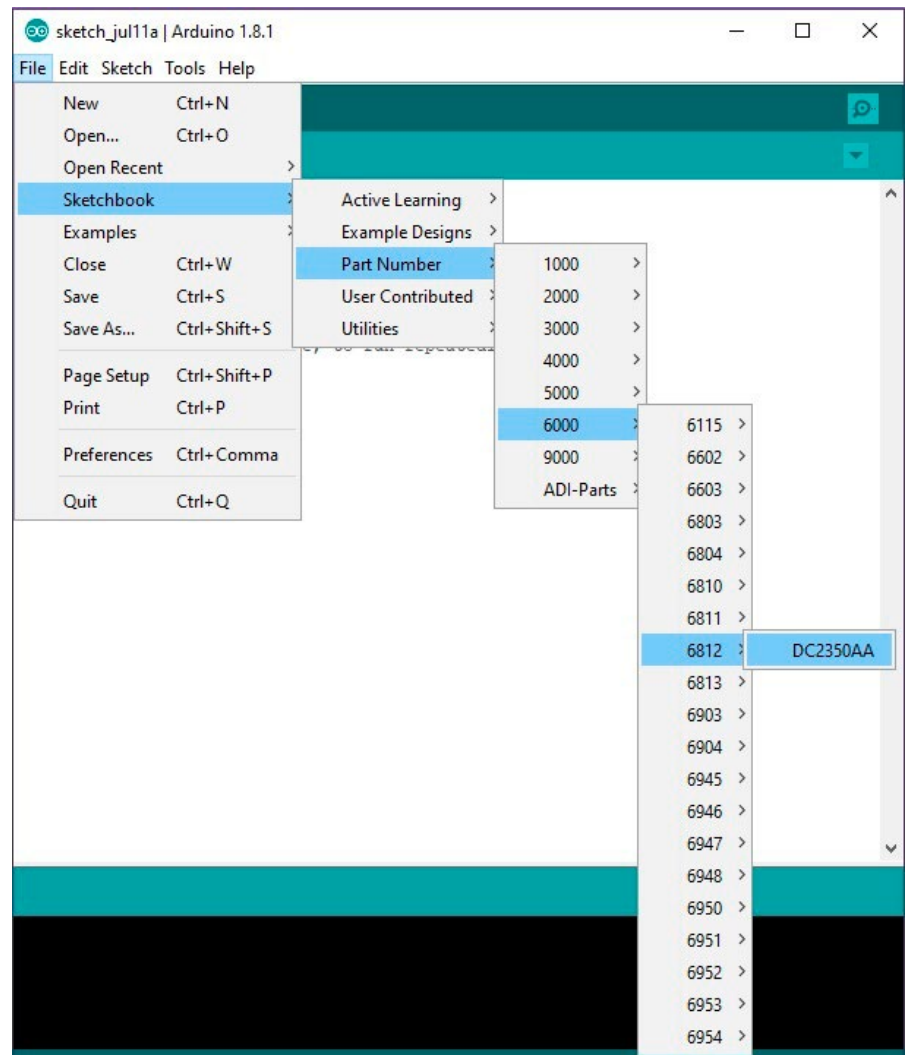 sketch_jul11a | Arduino 1.8.1
File Edit Sketch Tools Help
New Ctrl+N
Open... Ctrl+O
Open Recent
Sketchbook
Examples
Close Ctrl+W
Save Ctrl+S
Save As... Ctrl+Shift+S
Page Setup Ctrl+Shift+P
Print Ctrl+P
Preferences Ctrl+Comma
Quit Ctrl+Q
Active Learning
Example Designs
Part Number
User Contributed
Utilities
1000
2000
3000
4000
5000
6000
9000
ADI-Parts
6115
6602
6603
6803
6804
6810
6811
6812
6813
6903
6904
6945
6946
6947
6948
6950
6951
6952
6953
6954
DC2350AA